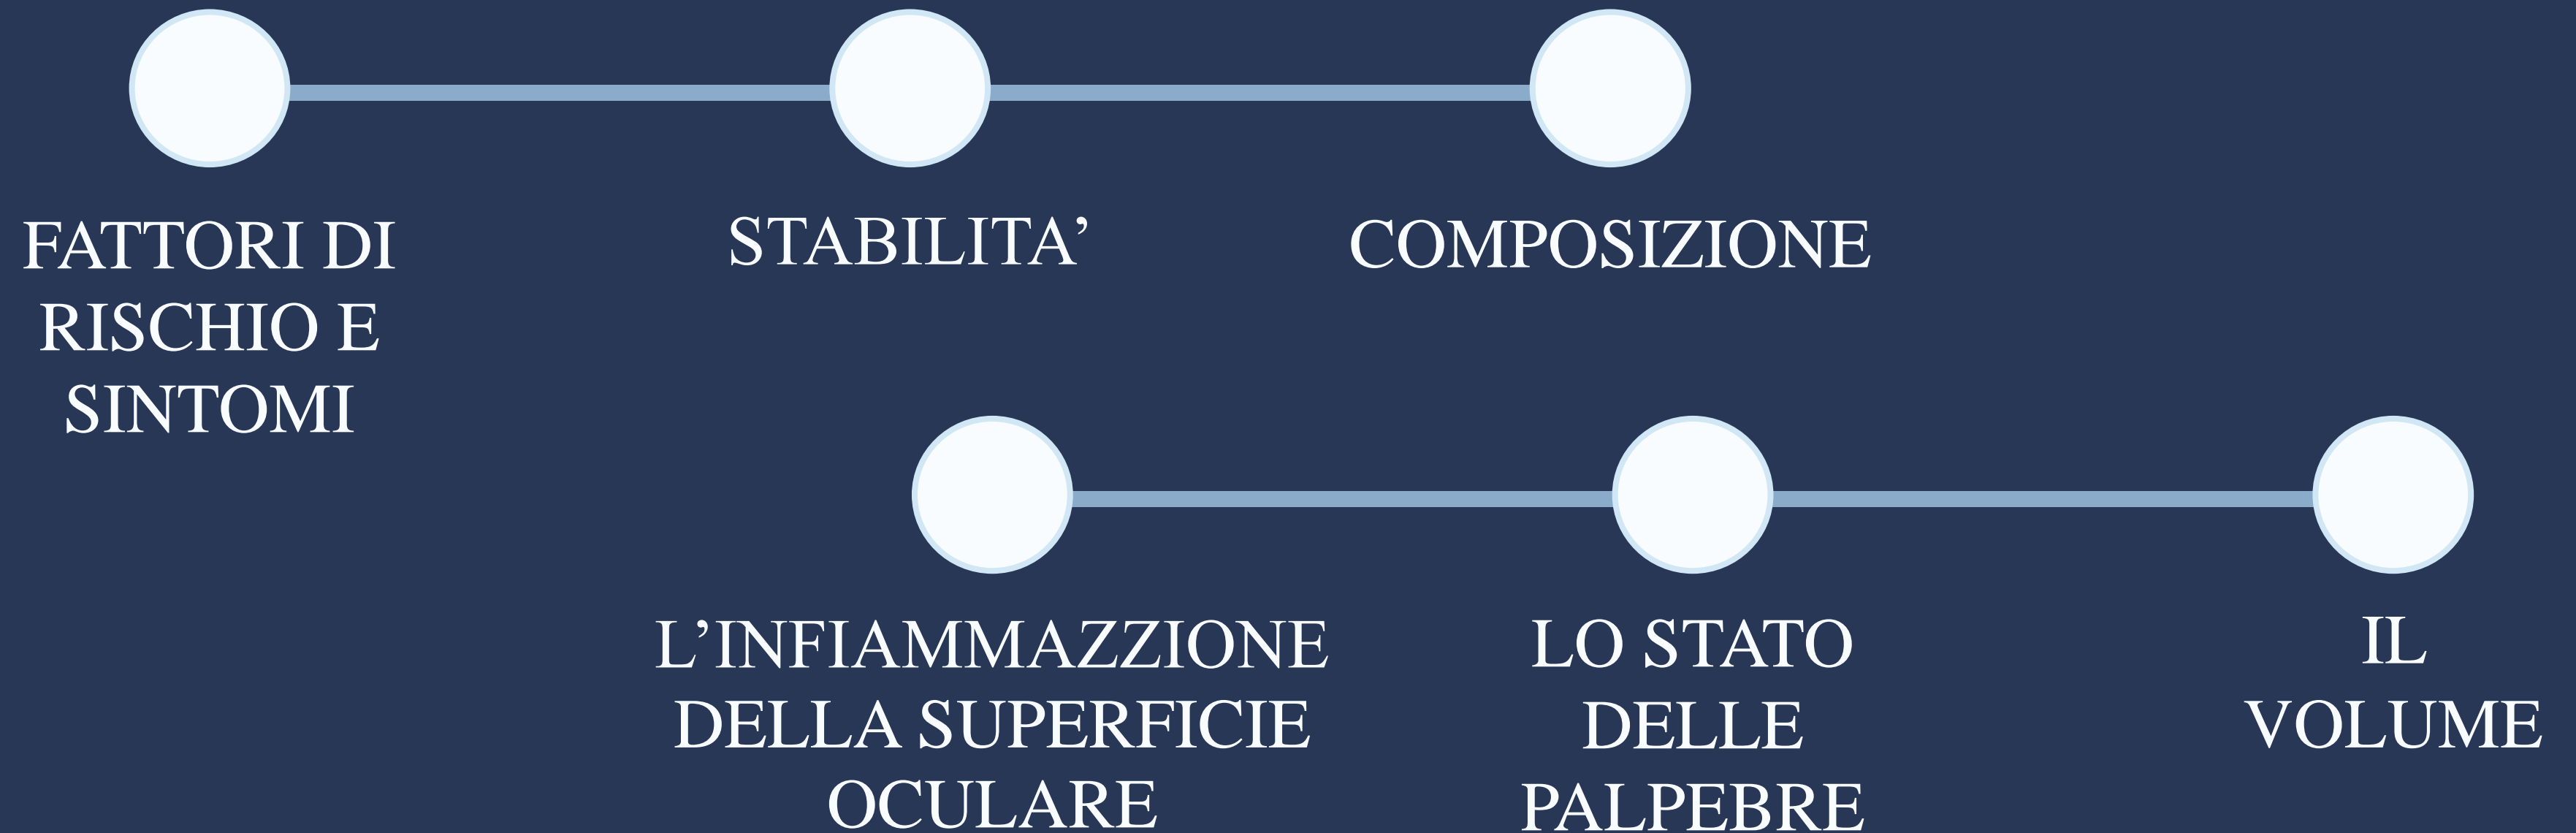 FATTORI DI
RISCHIO E
SINTOMI
STABILITA’
COMPOSIZIONE
L’INFIAMMAZZIONE
DELLA SUPERFICIE
OCULARE
LO STATO
DELLE
PALPEBRE
IL
VOLUME